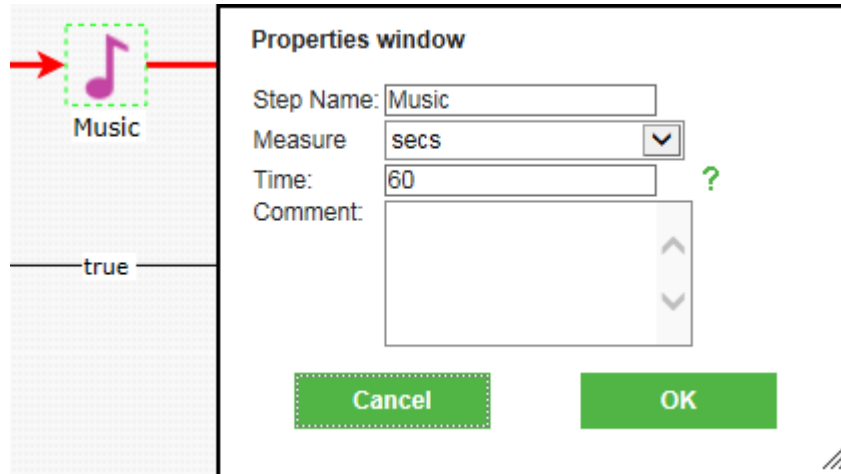 Properties window
Step Name: Music
Music
Measure secs
Time: 60 ?
Comment:
true
Cancel OK